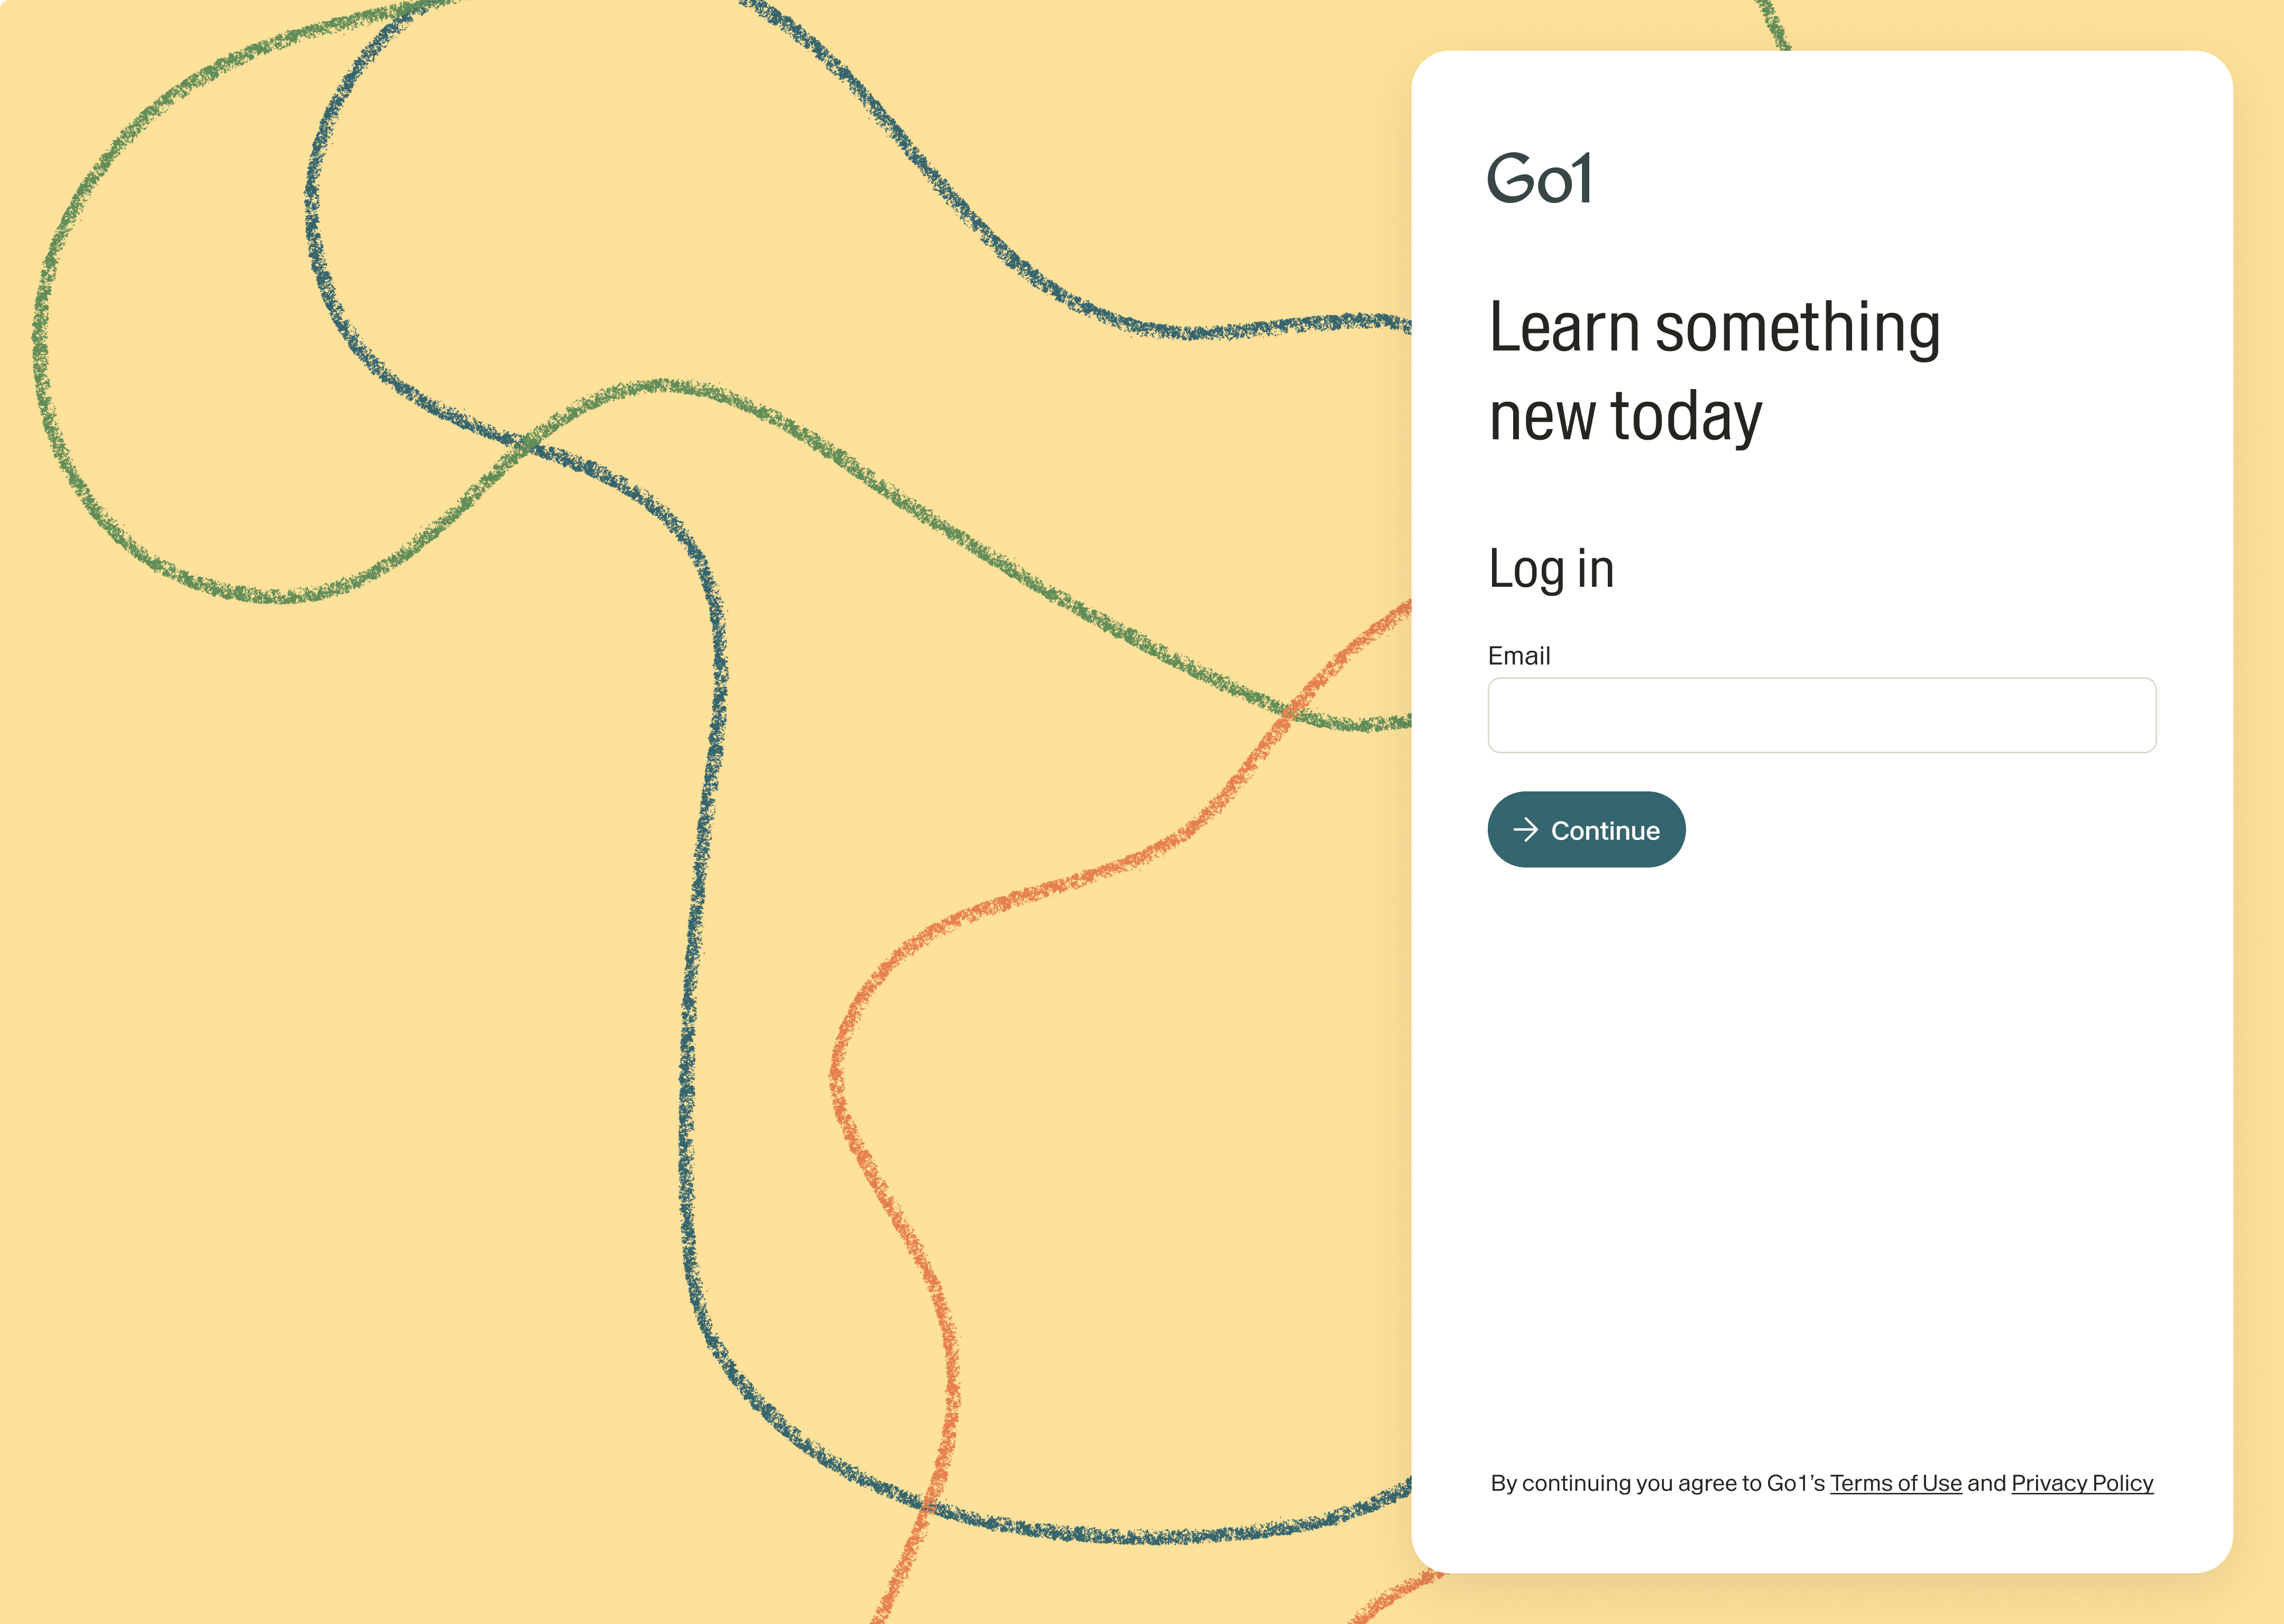 Go1
Learn something
new today
Log in
Email
Continue
By continuing you agree to Go1’s Terms of Use and Privacy Policy